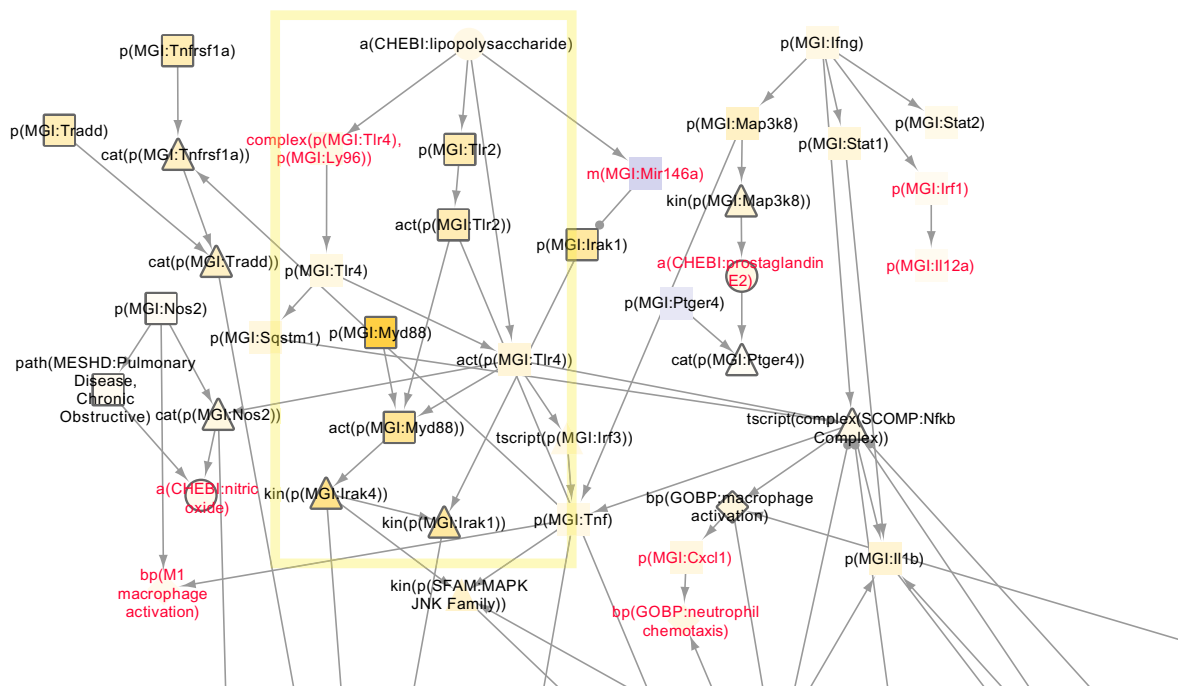 p(MGI:Tnfrsf1a)
a(CHEBI:lipopolysaccharide)
p(MGI:Ifng)
p(MGI:Tradd)
cat(p(MGI:Tnfrsf1a))
complex(p(MGI:Tlr4),
p(MGI:Ly96))
p(MGI:Tlr2)
m(MGI:Mir146a)
p(MGI:Map3k8)
p(MGI:Stat1)
p(MGI:Stat2)
p(MGI:Irf1)
kin(p(MGI:Map3k8))
act(p(MGI:Tlr2))
p(MGI:Irak1)
cat(p(MGI:Tradd))
p(MGI:Tlr4)
a(CHEBI:prostaglandin
E2)
p(MGI:Il12a)
p(MGI:Nos2)
p(MGI:Sqstm1)
p(MGI:Myd88)
p(MGI:Ptger4)
act(p(MGI:Tlr4))
cat(p(MGI:Ptger4))
path(MESHD:Pulmonary
Disease,
Chronic
Obstructive)
cat(p(MGI:Nos2))
act(p(MGI:Myd88))
tscript(p(MGI:Irf3))
tscript(complex(SCOMP:Nfkb
Complex))
a(CHEBI:nitric
oxide)
kin(p(MGI:Irak4))
kin(p(MGI:Irak1))
p(MGI:Tnf)
bp(GOBP:macrophage
activation)
p(MGI:Cxcl1)
p(MGI:Il1b)
bp(M1
macrophage
activation)
kin(p(SFAM:MAPK
JNK Family))
bp(GOBP:neutrophil
chemotaxis)